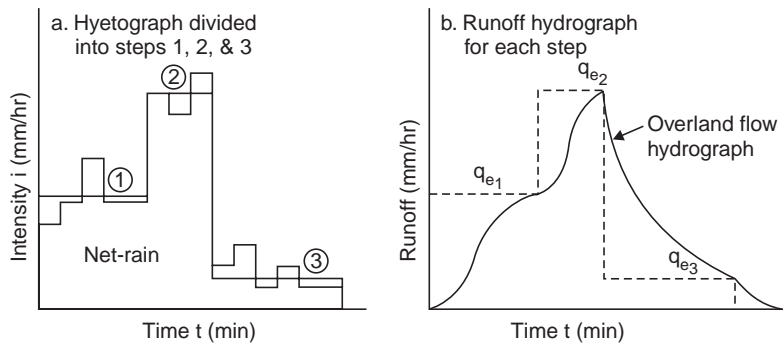 a. Hyetograph divided
into steps 1, 2, & 3
Intensity i (mm/hr)
1
2
3
Net-rain
Time t (min)
b. Runoff hydrograph
for each step
Runoff (mm/hr)
qe1
qe2
qe3
Overland flow
hydrograph
Time t (min)